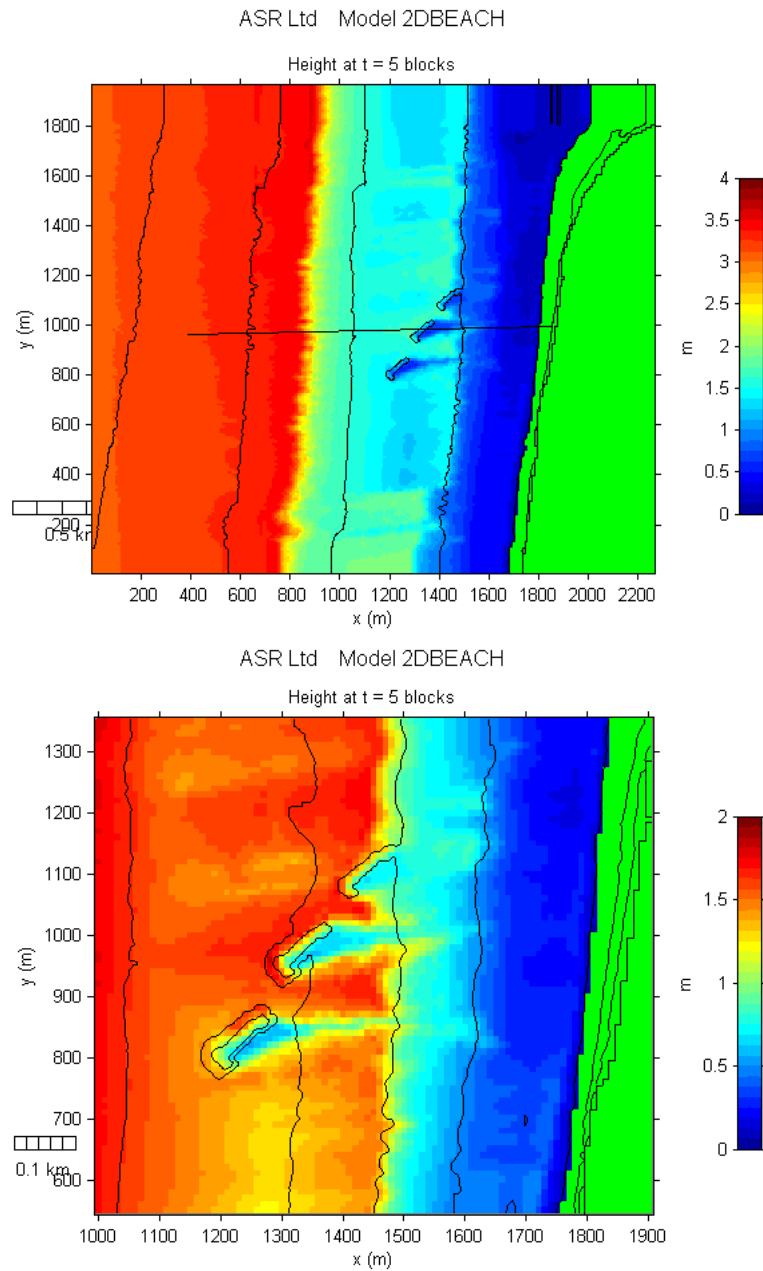 ASR Ltd Model 2DBEACH
Height at t = 5 blocks
1800
1600
1400
1200
1000
800
600
400
200
y (m)
0.5 kr
200 400 600 800 1000 1200 1400 1600 1800 2000 2200
x (m)
4
3.5
3
2.5
2
1.5
1
0.5
0
m
ASR Ltd Model 2DBEACH
Height at t = 5 blocks
1300
1200
1100
1000
900
800
700
600
y (m)
0.1 km
1000 1100 1200 1300 1400 1500 1600 1700 1800 1900
x (m)
2
1.5
1
0.5
0
m